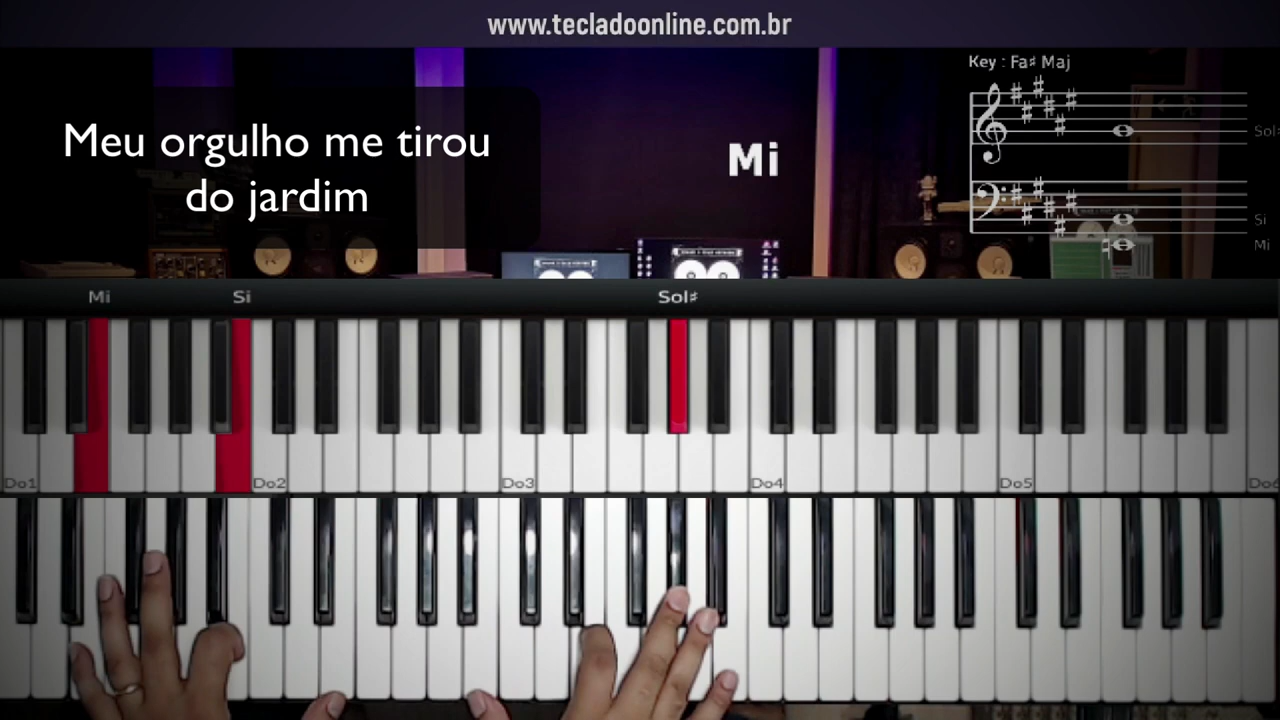 www.tecladoonline.com.br
Key : Fa♯ Maj
Meu orgulho me tirou
do jardim
Mi
Sol♯
Si
Mi
Mi Si Sol♯
Do1 Do2 Do3 Do4 Do5 Do6